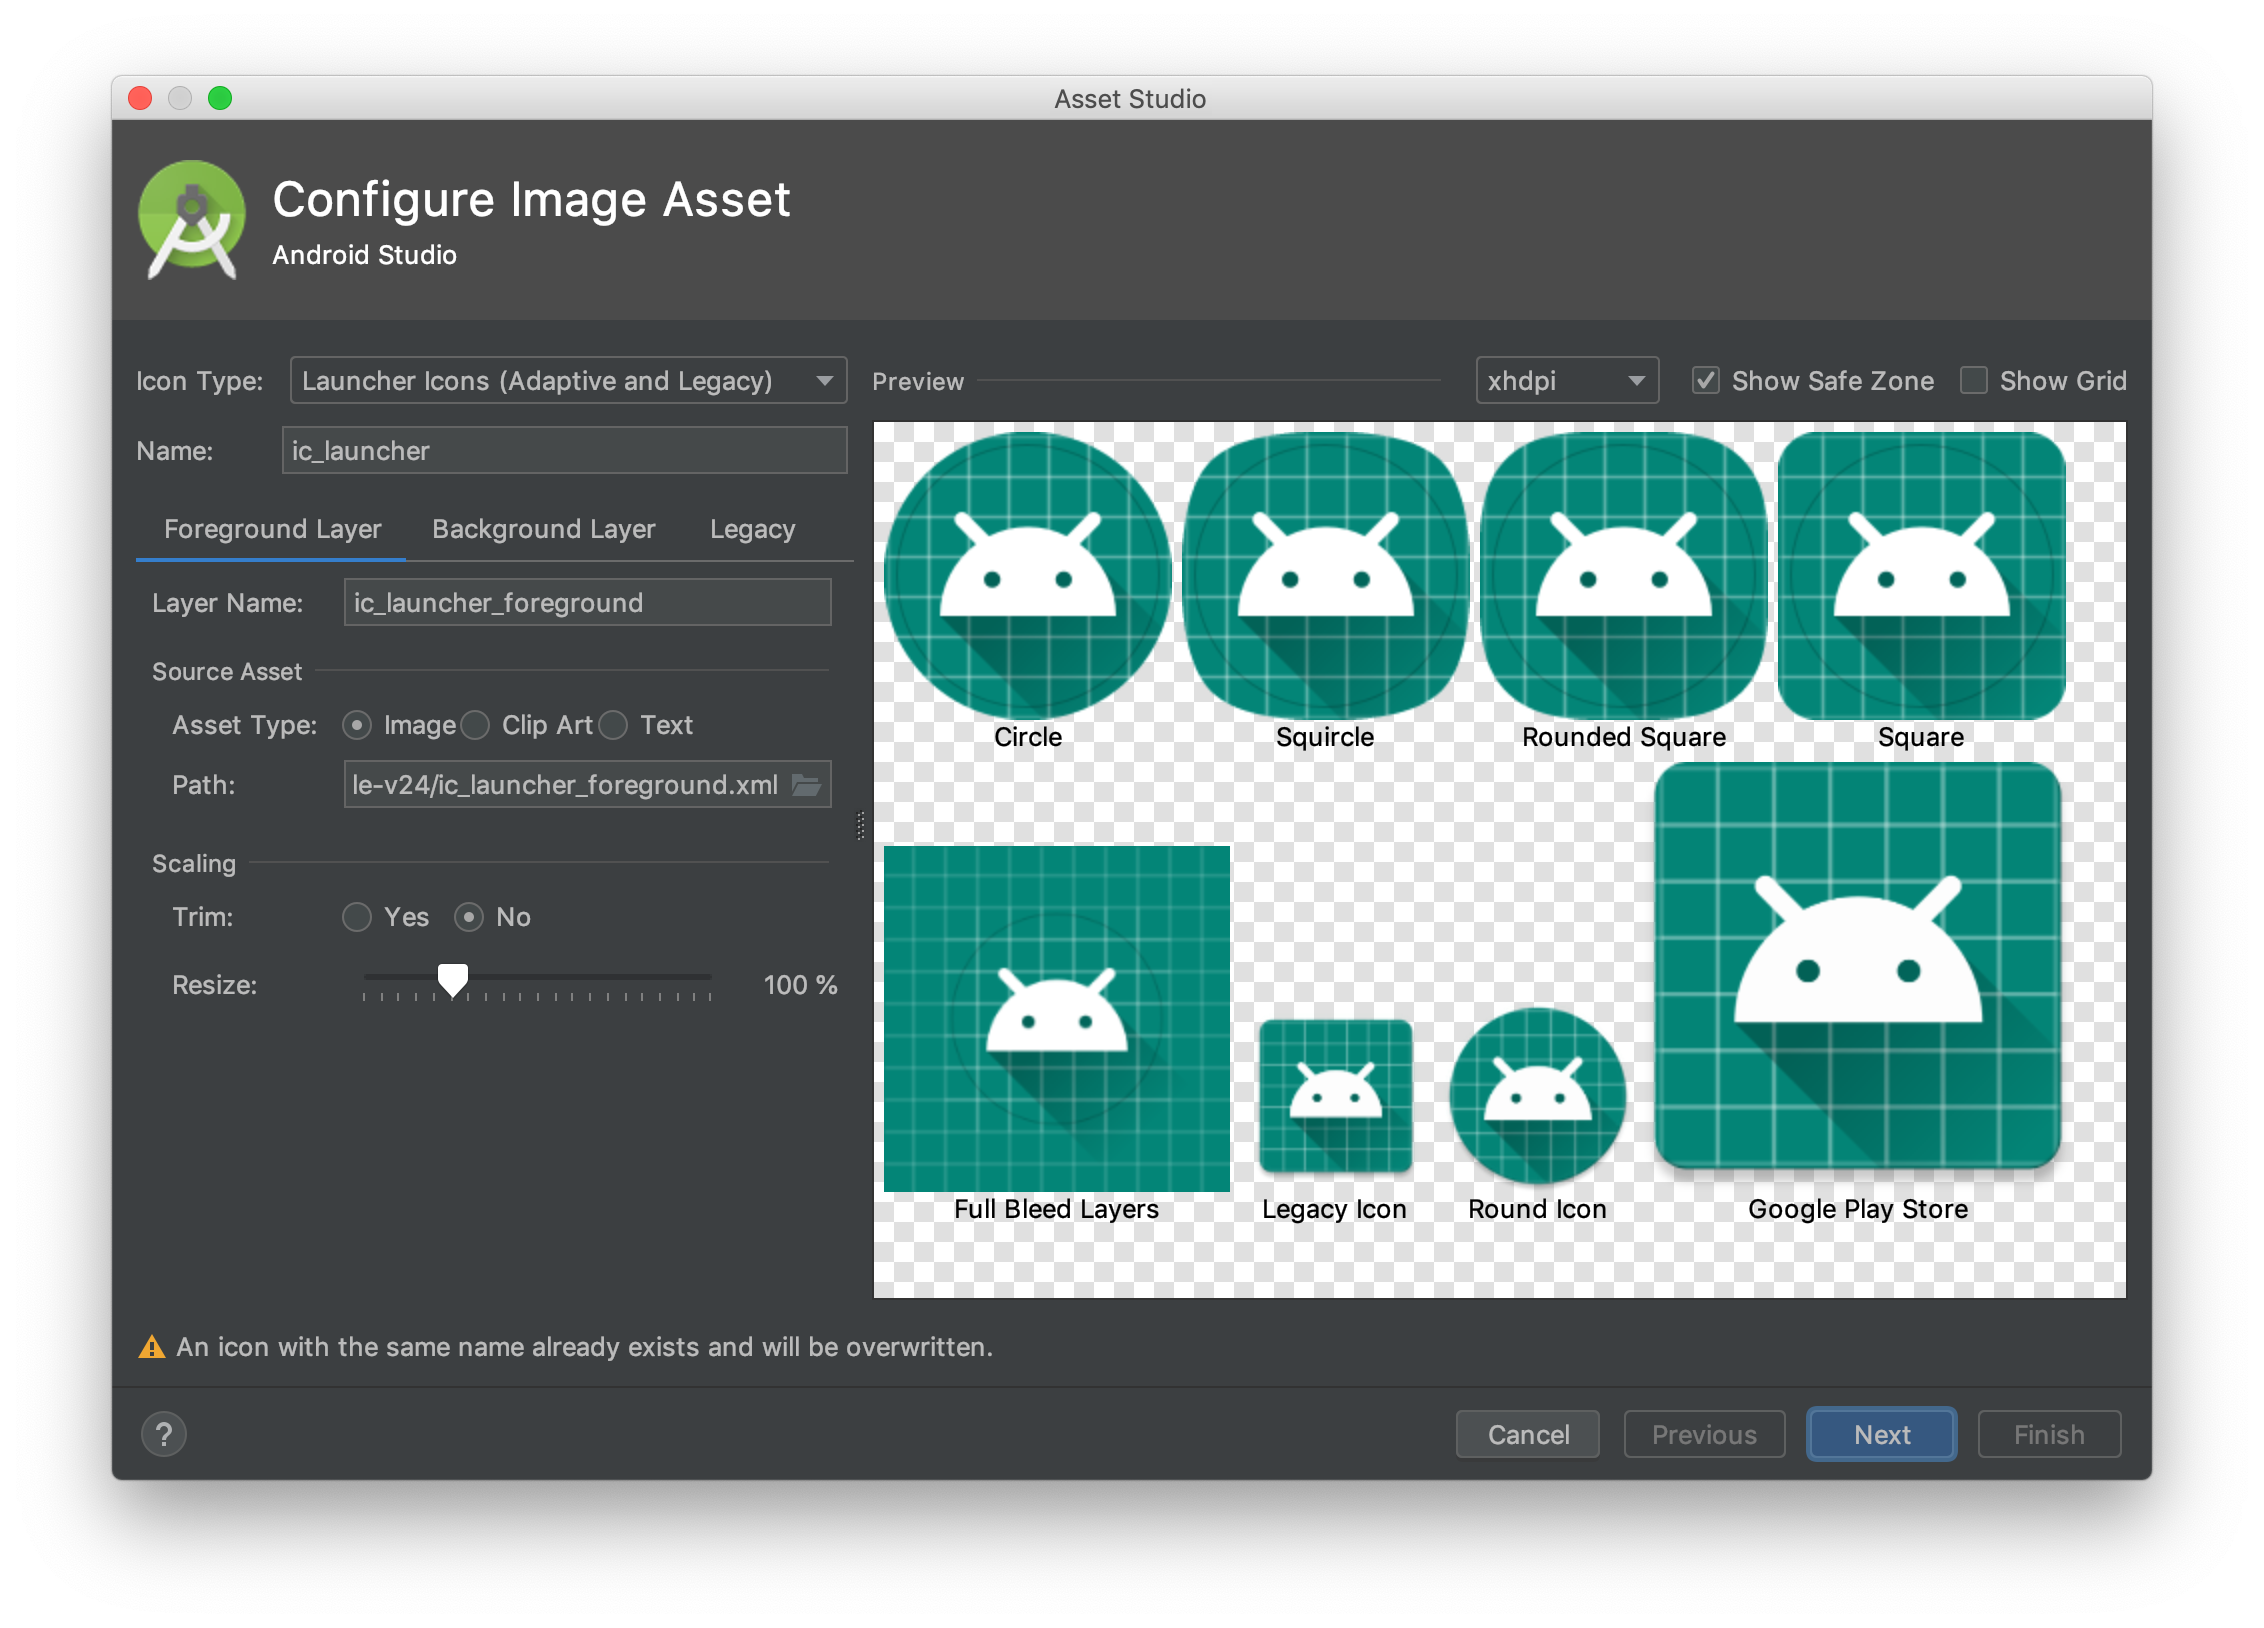 Asset Studio
Configure Image Asset
Android Studio
Icon Type: Launcher Icons (Adaptive and Legacy)
Name: ic_launcher
Foreground Layer Background Layer Legacy
Layer Name: ic_launcher_foreground
Source Asset
Asset Type: Image Clip Art Text
Path: le-v24/ic_launcher_foreground.xml
Scaling
Trim: Yes No
Resize: 100 %
Preview xhdpi Show Safe Zone Show Grid
Circle Squircle Rounded Square Square
Full Bleed Layers Legacy Icon Round Icon Google Play Store
An icon with the same name already exists and will be overwritten.
? Cancel Previous Next Finish